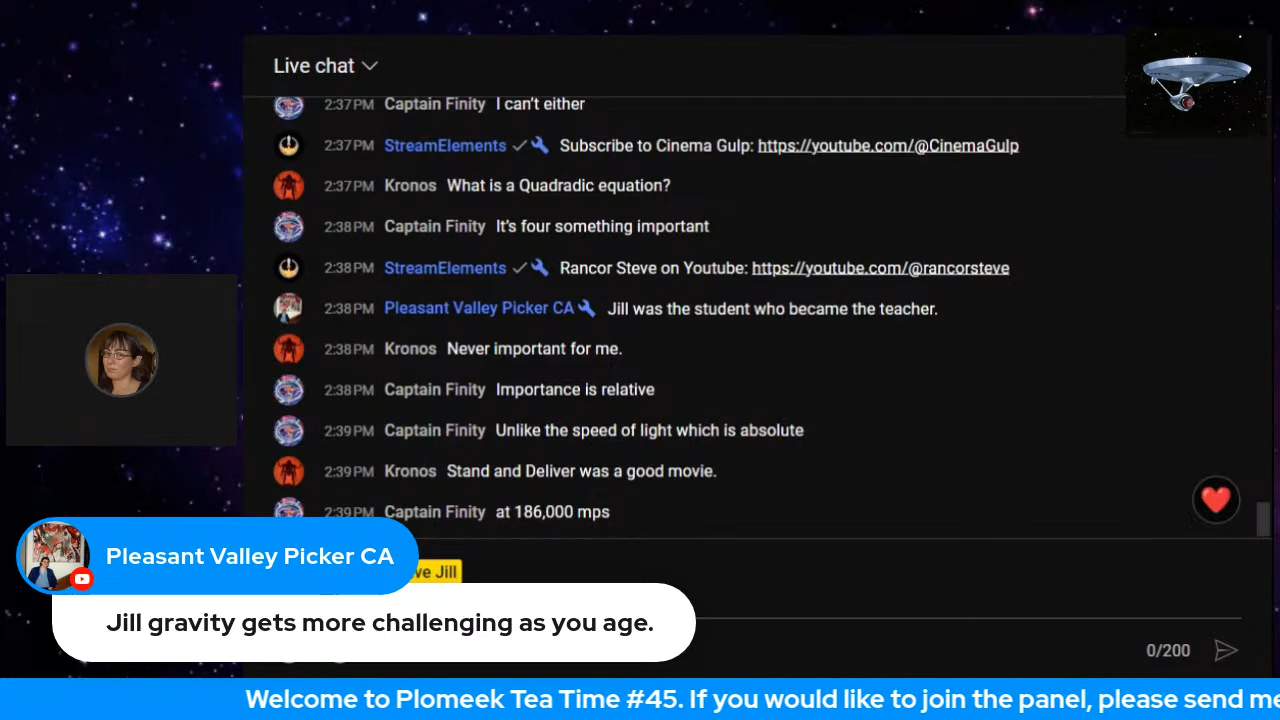 Live chat
2:37 PM Captain Finity I can't either
2:37 PM StreamElements Subscribe to Cinema Gulp: https://youtube.com/@CinemaGulp
2:37 PM Kronos What is a Quadradic equation?
2:38 PM Captain Finity It's four something important
2:38 PM StreamElements Rancor Steve on Youtube: https://youtube.com/@rancorsteve
2:38 PM Pleasant Valley Picker CA Jill was the student who became the teacher.
2:38 PM Kronos Never important for me.
2:38 PM Captain Finity Importance is relative
2:39 PM Captain Finity Unlike the speed of light which is absolute
2:39 PM Kronos Stand and Deliver was a good movie.
2:39 PM Captain Finity at 186,000 mps
Pleasant Valley Picker CA
ve Jill
Jill gravity gets more challenging as you age.
0/200
Welcome to Plomeek Tea Time #45. If you would like to join the panel, please send me